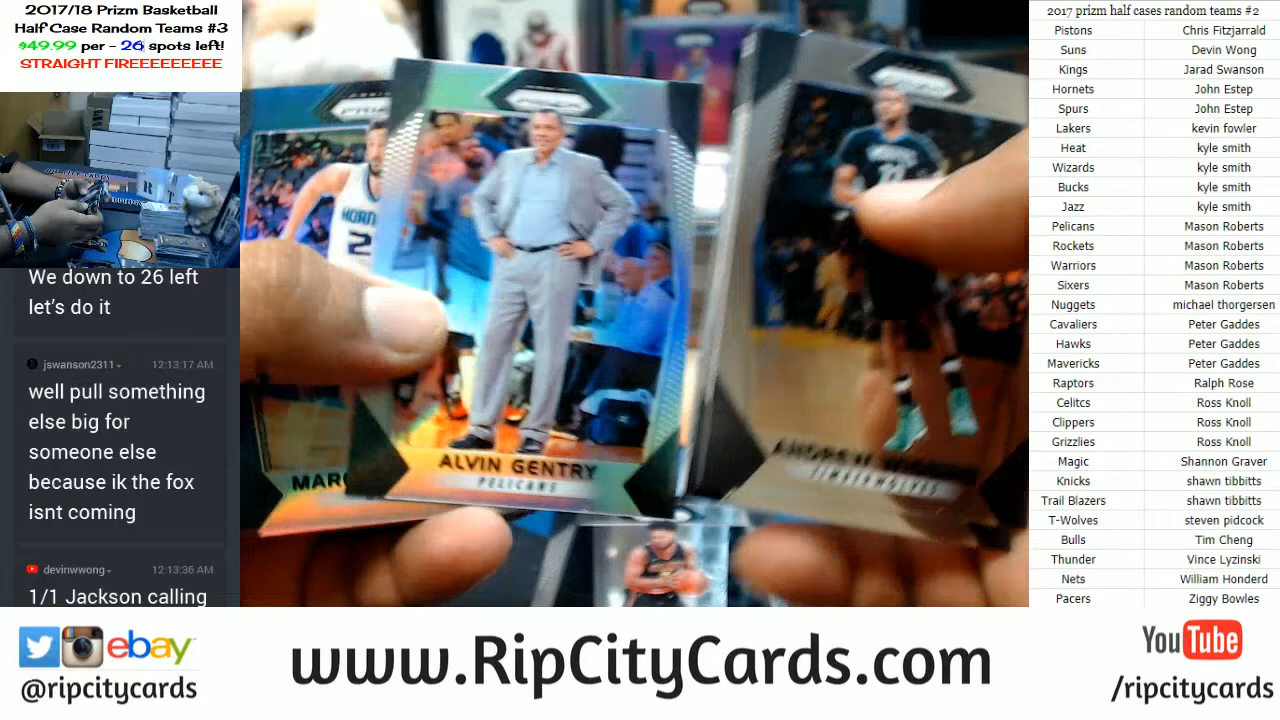 2017/18 Prizm Basketball
Half Case Random Teams #3
$49.99 per - 26 spots left!
STRAIGHT FIREEEEEEEEE
We down to 26 left
let's do it
jswanson2311
12:13:17 AM
well pull something
else big for
someone else
because ik the fox
isnt coming
devinwwong
12:13:36 AM
1/1 Jackson calling
HORN
2
MARC
ALVIN GENTRY
PELICANS
ANDREW
TIMBERWOLVES
2017 prizm half cases random teams #2
Pistons Chris Fitzjarrald
Suns Devin Wong
Kings Jarad Swanson
Hornets John Estep
Spurs John Estep
Lakers kevin fowler
Heat kyle smith
Wizards kyle smith
Bucks kyle smith
Jazz kyle smith
Pelicans Mason Roberts
Rockets Mason Roberts
Warriors Mason Roberts
Sixers Mason Roberts
Nuggets michael thorgersen
Cavaliers Peter Gaddes
Hawks Peter Gaddes
Mavericks Peter Gaddes
Raptors Ralph Rose
Celitcs Ross Knoll
Clippers Ross Knoll
Grizzlies Ross Knoll
Magic Shannon Graver
Knicks shawn tibbitts
Trail Blazers shawn tibbitts
T-Wolves steven pidcock
Bulls Tim Cheng
Thunder Vince Lyzinski
Nets William Honderd
Pacers Ziggy Bowles
ebay
@ripcitycards
www.RipCityCards.com
YouTube
/ripcitycards